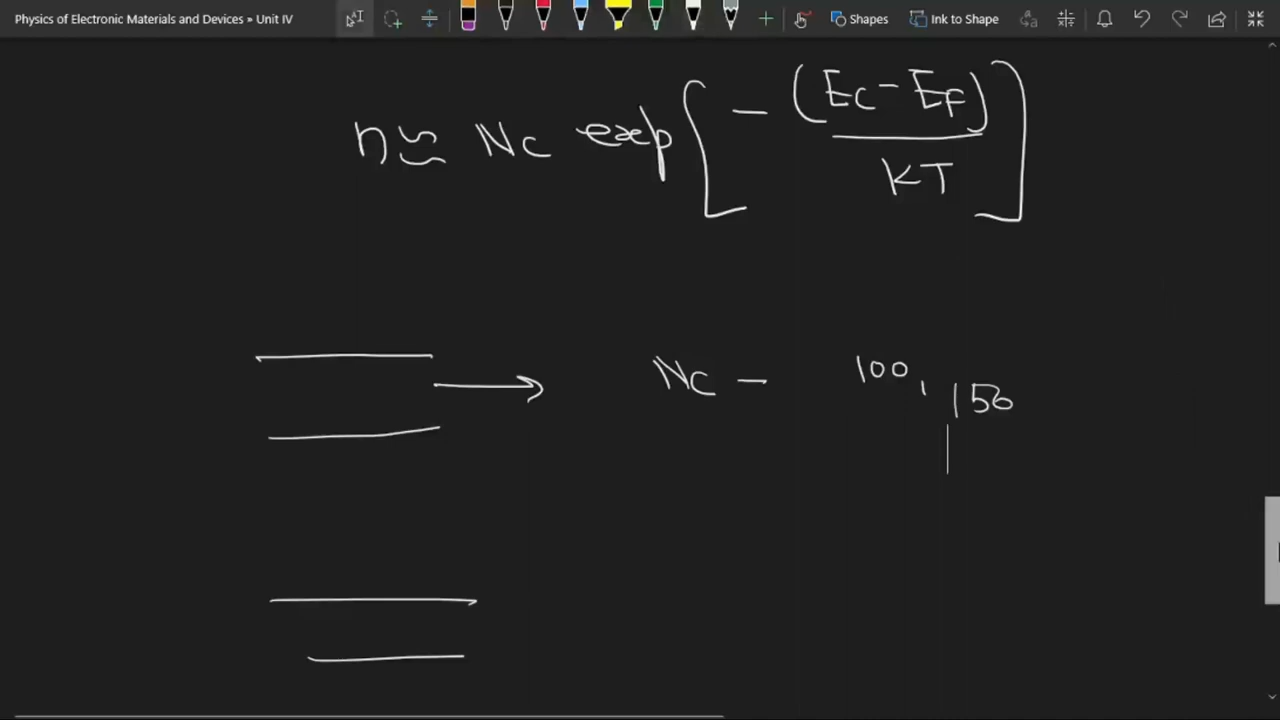 Physics of Electronic Materials and Devices » Unit IV
Shapes
Ink to Shape
n ≌ Nc exp[ - (Ec - EF) / KT ]
Nc - 100, 150